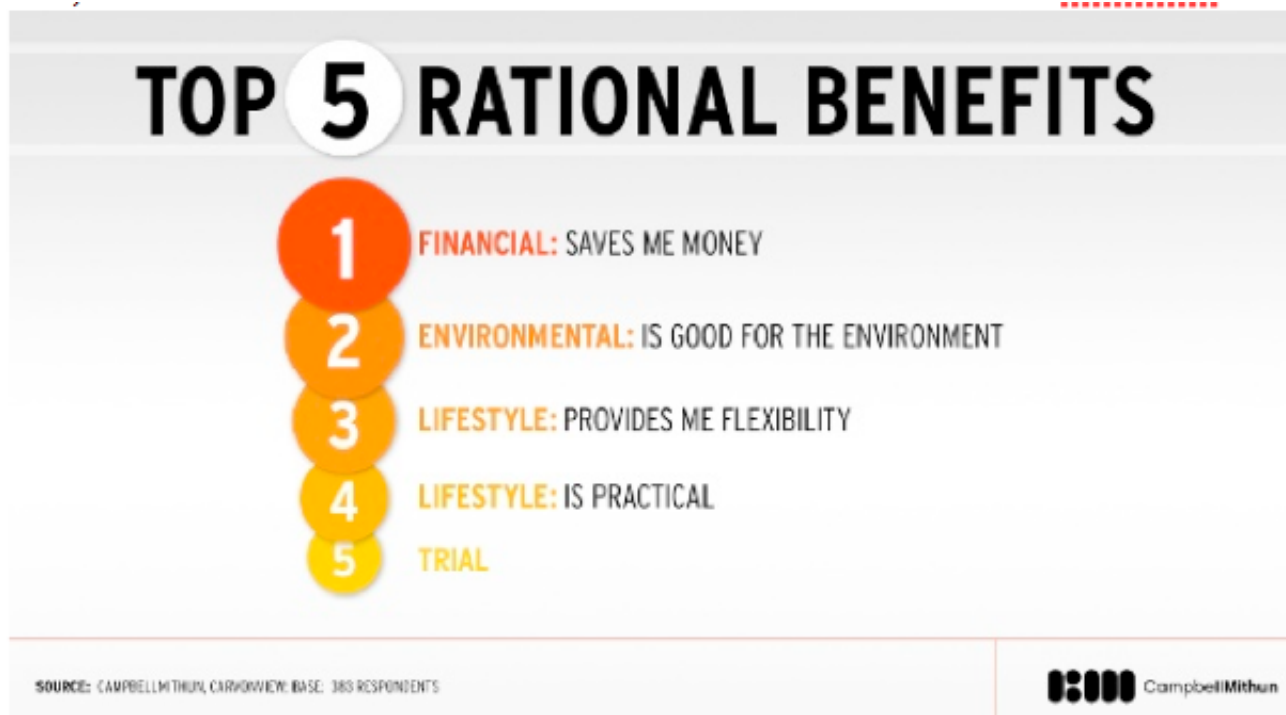 TOP 5 RATIONAL BENEFITS
1 FINANCIAL: SAVES ME MONEY
2 ENVIRONMENTAL: IS GOOD FOR THE ENVIRONMENT
3 LIFESTYLE: PROVIDES ME FLEXIBILITY
4 LIFESTYLE: IS PRACTICAL
5 TRIAL
SOURCE: CAMPBELLMITHUN, CARVONVIEW: BASE: 383 RESPONDENTS
CampbellMithun